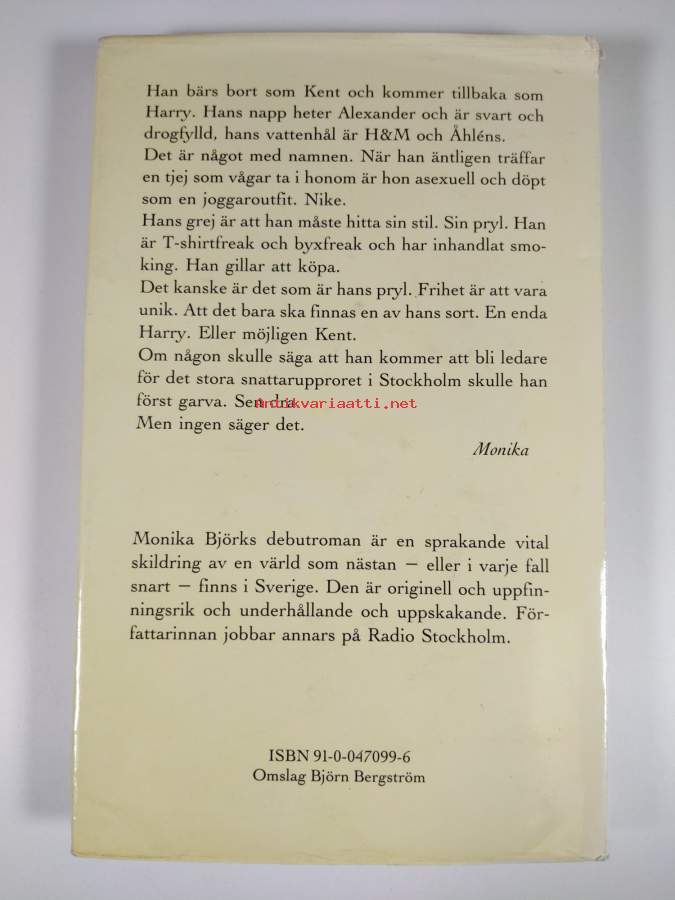 Han bärs bort som Kent och kommer tillbaka som
Harry. Hans napp heter Alexander och är svart och
drogfylld, hans vattenhål är H&M och Åhléns.
Det är något med namnen. När han äntligen träffar
en tjej som vågar ta i honom är hon asexuell och döpt
som en joggaroutfit. Nike.
Hans grej är att han måste hitta sin stil. Sin pryl. Han
är T-shirtfreak och byxfreak och har inhandlat smo-
king. Han gillar att köpa.
Det kanske är det som är hans pryl. Frihet är att vara
unik. Att det bara ska finnas en av hans sort. En enda
Harry. Eller möjligen Kent.
Om någon skulle säga att han kommer att bli ledare
för det stora snattarupproret i Stockholm skulle han
först garva. Sen dra.
antikvariaatti.net
Men ingen säger det.
Monika
Monika Björks debutroman är en sprakande vital
skildring av en värld som nästan – eller i varje fall
snart – finns i Sverige. Den är originell och uppfin-
ningsrik och underhållande och uppskakande. För-
fattarinnan jobbar annars på Radio Stockholm.
ISBN 91-0-047099-6
Omslag Björn Bergström